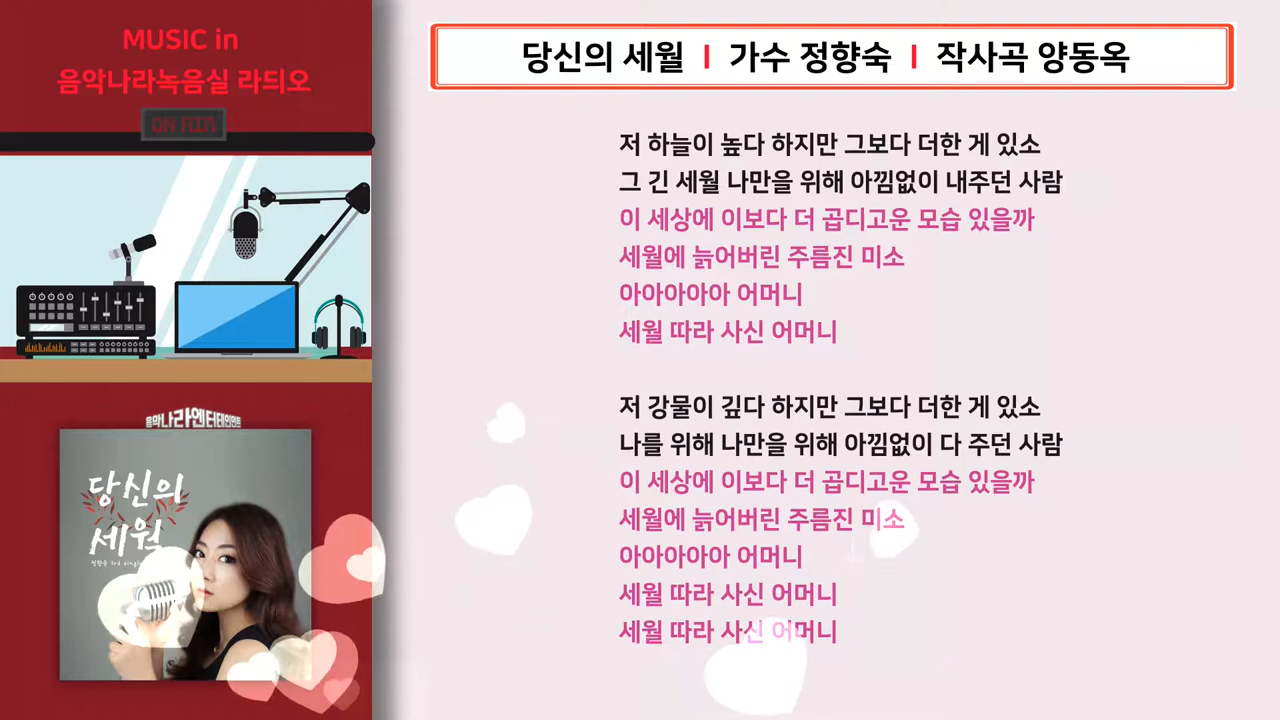 MUSIC in
음악나라녹음실 라듸오
ON AIR
음악나라엔터테인먼트
당신의
세월
정향숙 3rd single
당신의 세월 I 가수 정향숙 I 작사곡 양동옥
저 하늘이 높다 하지만 그보다 더한 게 있소
그 긴 세월 나만을 위해 아낌없이 내주던 사람
이 세상에 이보다 더 곱디고운 모습 있을까
세월에 늙어버린 주름진 미소
아아아아아 어머니
세월 따라 사신 어머니
저 강물이 깊다 하지만 그보다 더한 게 있소
나를 위해 나만을 위해 아낌없이 다 주던 사람
이 세상에 이보다 더 곱디고운 모습 있을까
세월에 늙어버린 주름진 미소
아아아아아 어머니
세월 따라 사신 어머니
세월 따라 사신 어머니